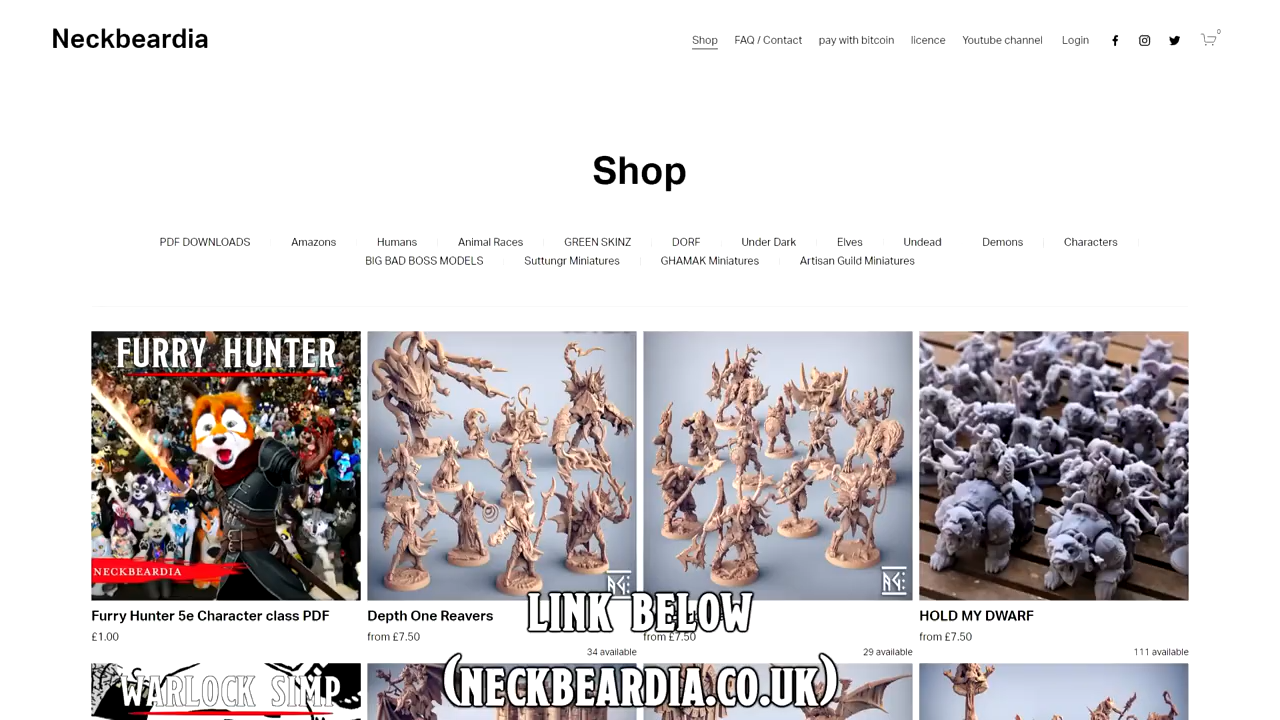 Neckbeardia
Shop FAQ / Contact pay with bitcoin licence Youtube channel Login 0
Shop
PDF DOWNLOADS Amazons Humans Animal Races GREEN SKINZ DORF Under Dark Elves Undead Demons Characters
BIG BAD BOSS MODELS Suttungr Miniatures GHAMAK Miniatures Artisan Guild Miniatures
FURRY HUNTER
NECKBEARDIA
Furry Hunter 5e Character class PDF
£1.00
Depth One Reavers
from £7.50
34 available
from £7.50
29 available
HOLD MY DWARF
from £7.50
111 available
LINK BELOW
(NECKBEARDIA.CO.UK)
WARLOCK SIMP